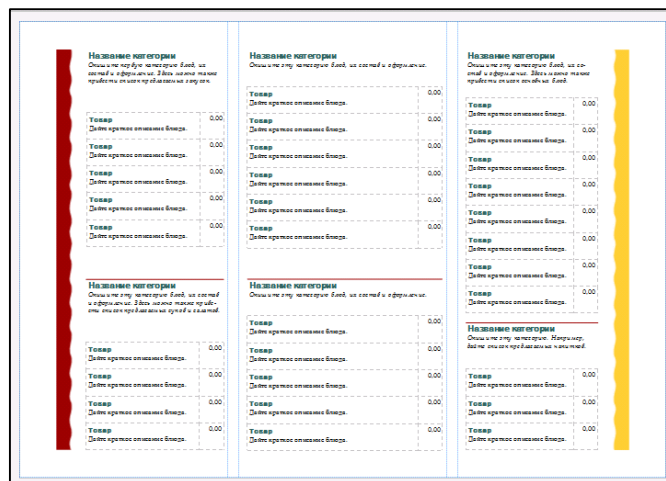 Название категории
Опишите первую категорию блюд, их
состав и оформление. Здесь можно также
привести список предлагаемых закусок.
Товар 0,00
Дайте краткое описание блюда.
Товар 0,00
Дайте краткое описание блюда.
Товар 0,00
Дайте краткое описание блюда.
Товар 0,00
Дайте краткое описание блюда.
Товар 0,00
Дайте краткое описание блюда.
Название категории
Опишите эту категорию блюд, их состав
и оформление. Здесь можно также приве-
сти список предлагаемых супов и салатов.
Товар 0,00
Дайте краткое описание блюда.
Товар 0,00
Дайте краткое описание блюда.
Товар 0,00
Дайте краткое описание блюда.
Товар 0,00
Дайте краткое описание блюда.
Название категории
Опишите эту категорию блюд, их состав и оформление.
Товар 0,00
Дайте краткое описание блюда.
Товар 0,00
Дайте краткое описание блюда.
Товар 0,00
Дайте краткое описание блюда.
Товар 0,00
Дайте краткое описание блюда.
Товар 0,00
Дайте краткое описание блюда.
Товар 0,00
Дайте краткое описание блюда.
Название категории
Опишите эту категорию блюд, их состав и оформление.
Товар 0,00
Дайте краткое описание блюда.
Товар 0,00
Дайте краткое описание блюда.
Товар 0,00
Дайте краткое описание блюда.
Товар 0,00
Дайте краткое описание блюда.
Товар 0,00
Дайте краткое описание блюда.
Название категории
Опишите эту категорию блюд, их со-
став и оформление. Здесь можно также
привести список основных блюд.
Товар 0,00
Дайте краткое описание блюда.
Товар 0,00
Дайте краткое описание блюда.
Товар 0,00
Дайте краткое описание блюда.
Товар 0,00
Дайте краткое описание блюда.
Товар 0,00
Дайте краткое описание блюда.
Товар 0,00
Дайте краткое описание блюда.
Товар 0,00
Дайте краткое описание блюда.
Товар 0,00
Дайте краткое описание блюда.
Название категории
Опишите эту категорию. Например,
дайте список предлагаемых напитков.
Товар 0,00
Дайте краткое описание блюда.
Товар 0,00
Дайте краткое описание блюда.
Товар 0,00
Дайте краткое описание блюда.